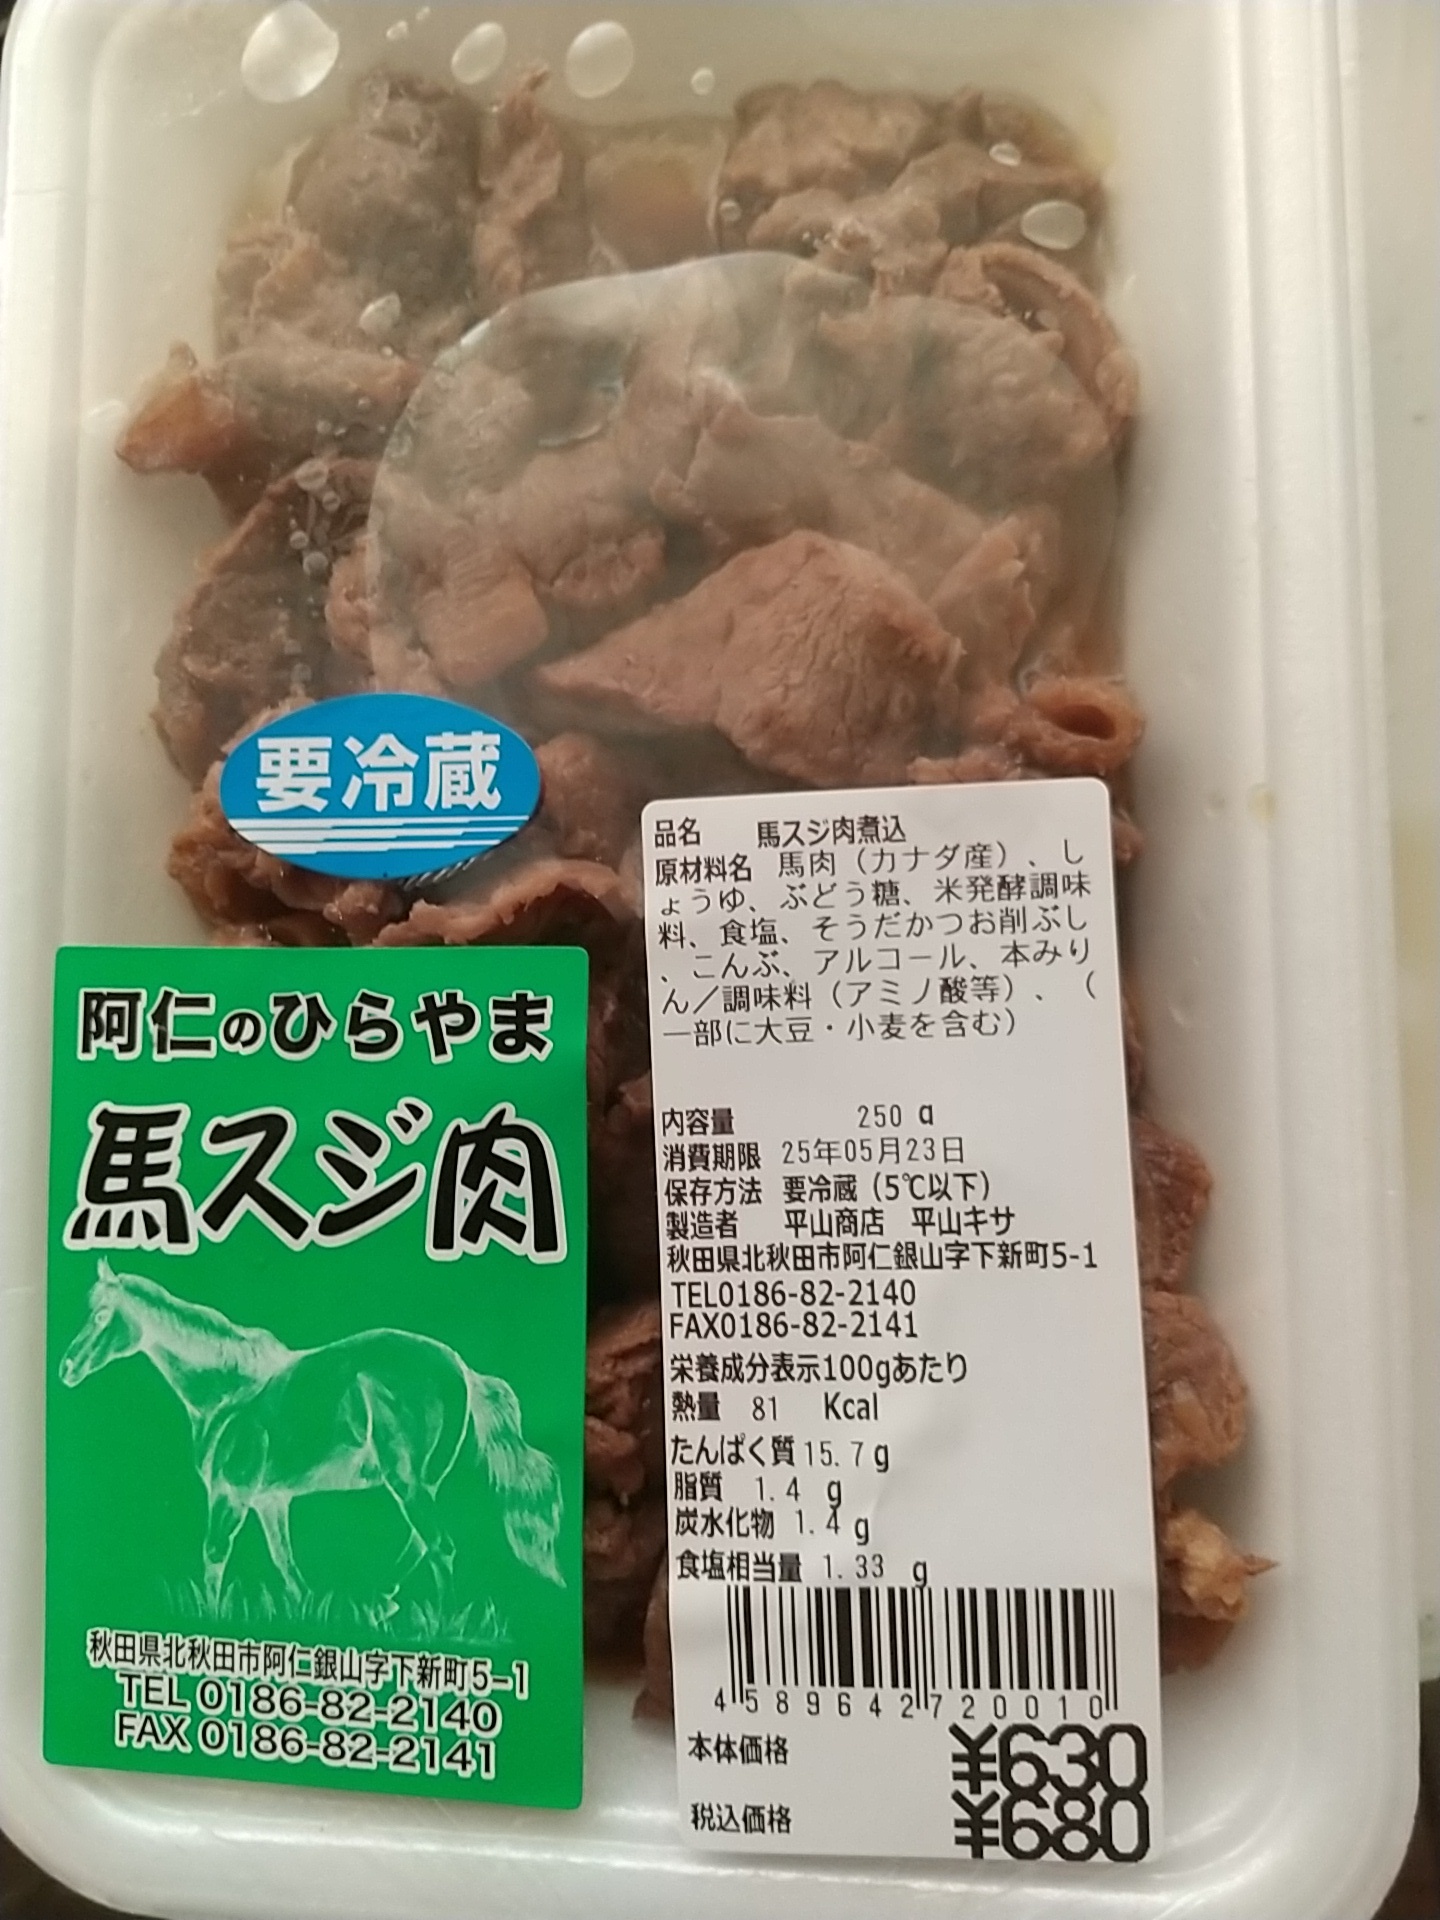 要冷蔵
阿仁のひらやま
馬スジ肉
秋田県北秋田市阿仁銀山字下新町5-1
TEL 0186-82-2140
FAX 0186-82-2141
品名 馬スジ肉煮込
原材料名 馬肉（カナダ産）、し
ょうゆ、ぶどう糖、米発酵調味
料、食塩、そうだかつお削ぶし
、こんぶ、アルコール、本みり
ん／調味料（アミノ酸等）、（
一部に大豆・小麦を含む）
内容量 250 g
消費期限 25年05月23日
保存方法 要冷蔵（5℃以下）
製造者 平山商店 平山キサ
秋田県北秋田市阿仁銀山字下新町5-1
TEL0186-82-2140
FAX0186-82-2141
栄養成分表示100gあたり
熱量 81 Kcal
たんぱく質 15.7 g
脂質 1.4 g
炭水化物 1.4 g
食塩相当量 1.33 g
4589642720010
本体価格 ¥630
税込価格 ¥680